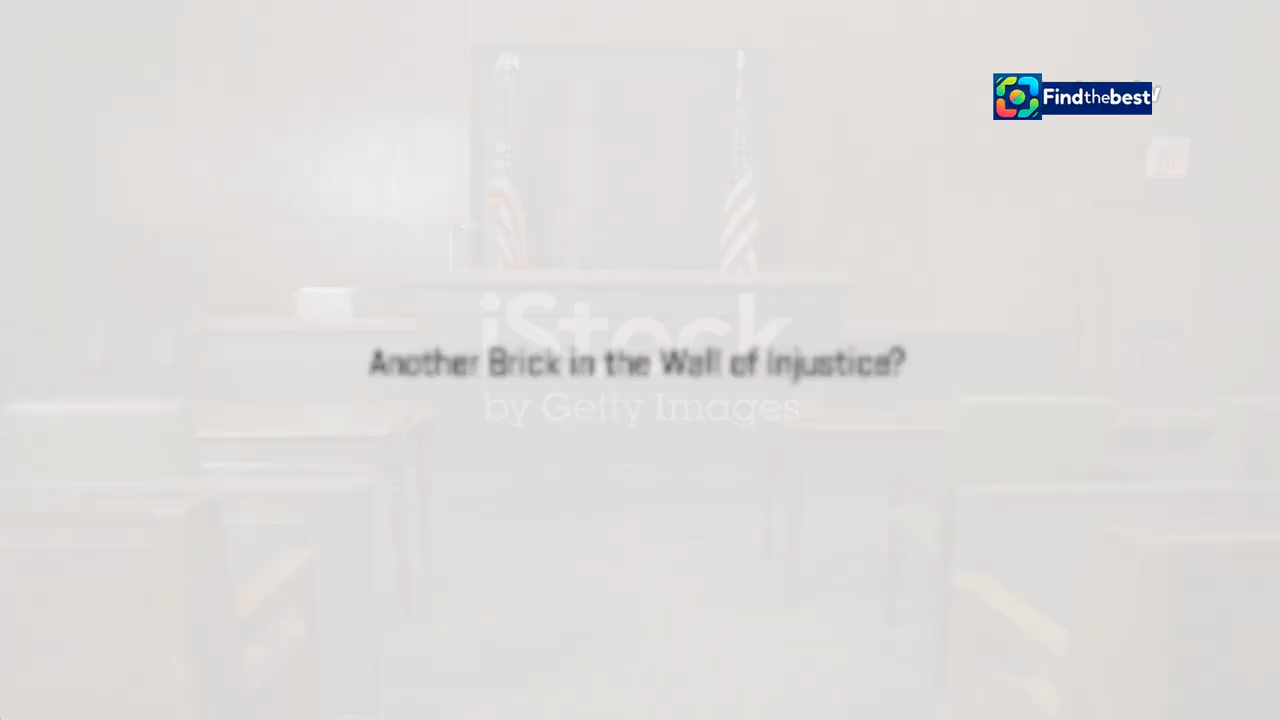 Findthebest!
iStock
Another Brick in the Wall of Injustice?
by Getty Images